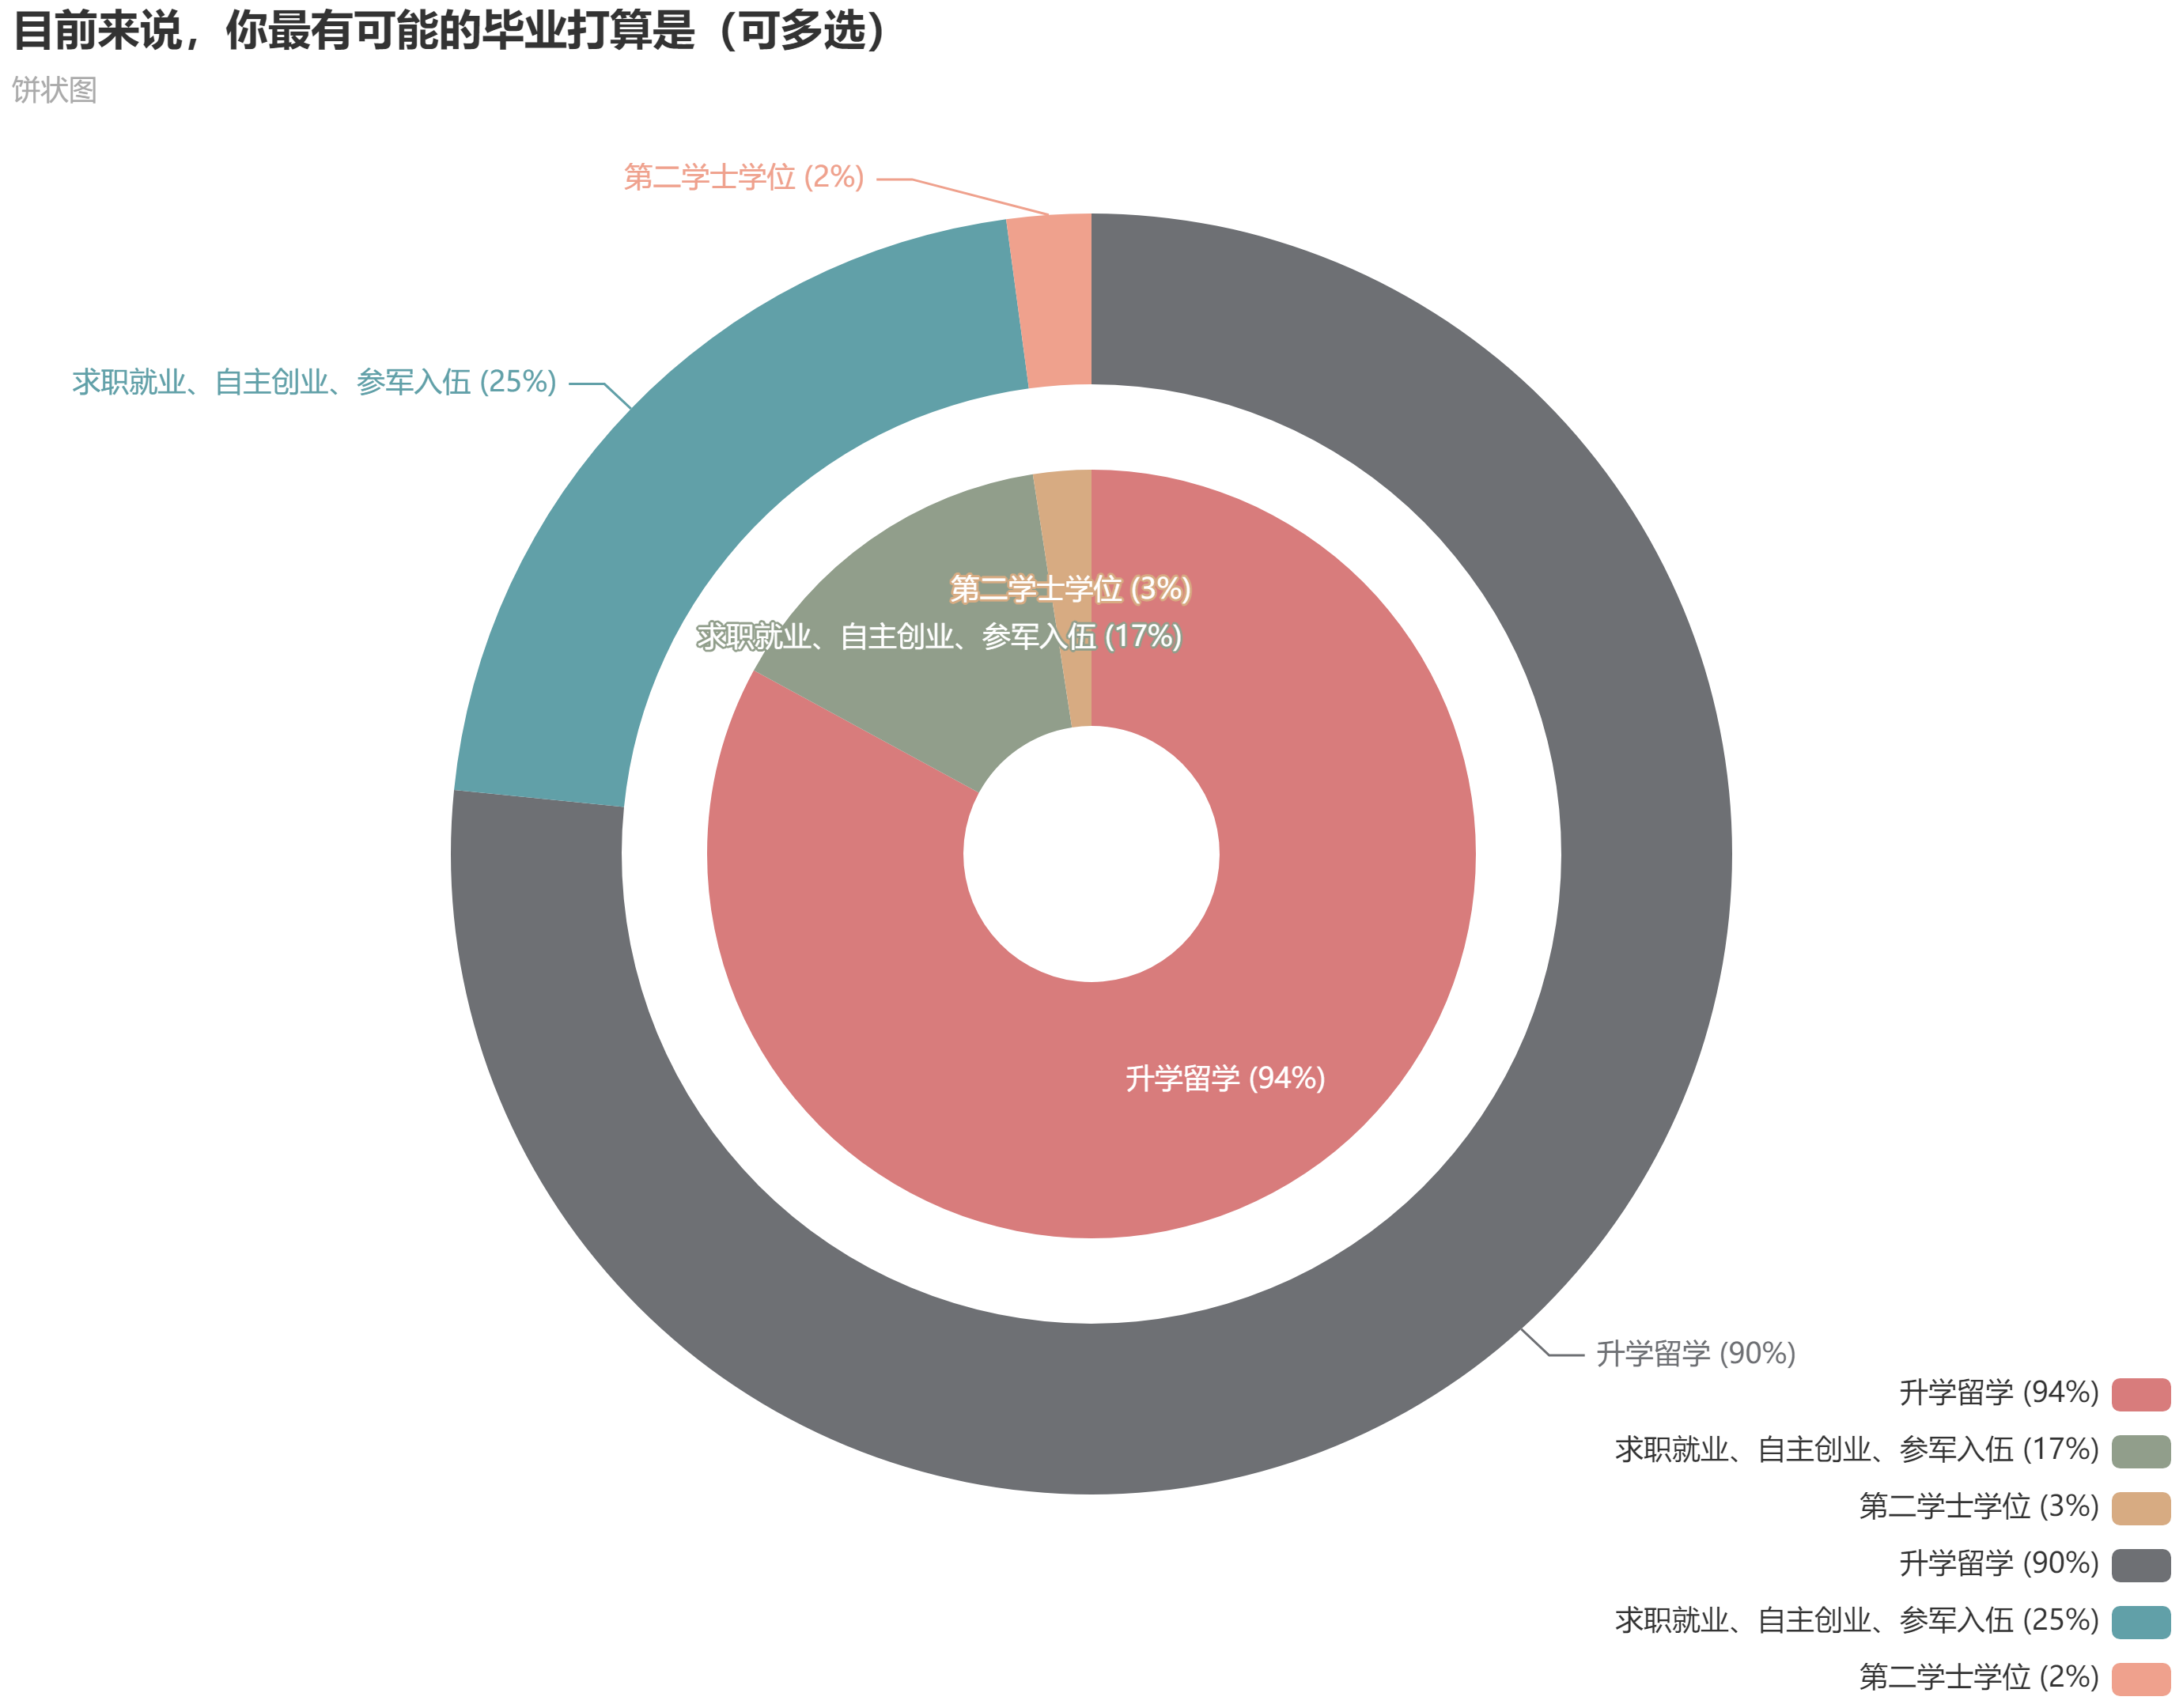 目前来说，你最有可能的毕业打算是（可多选）
饼状图
第二学士学位 (2%)
求职就业、自主创业、参军入伍 (25%)
第二学士学位 (3%)
求职就业、自主创业、参军入伍 (17%)
升学留学 (94%)
升学留学 (90%)
升学留学 (94%)
求职就业、自主创业、参军入伍 (17%)
第二学士学位 (3%)
升学留学 (90%)
求职就业、自主创业、参军入伍 (25%)
第二学士学位 (2%)